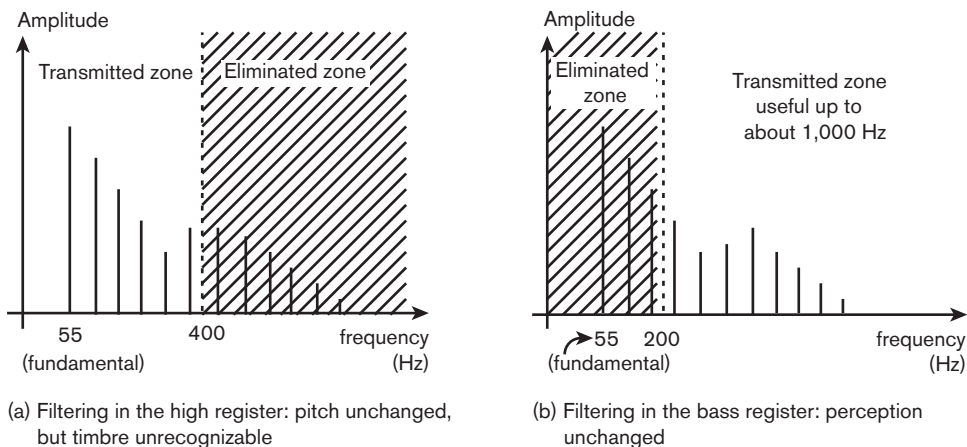 Amplitude
Transmitted zone
Eliminated zone
55
(fundamental)
400
frequency
(Hz)
(a) Filtering in the high register: pitch unchanged,
but timbre unrecognizable
Amplitude
Eliminated
zone
Transmitted zone
useful up to
about 1,000 Hz
55
200
(fundamental)
frequency
(Hz)
(b) Filtering in the bass register: perception
unchanged